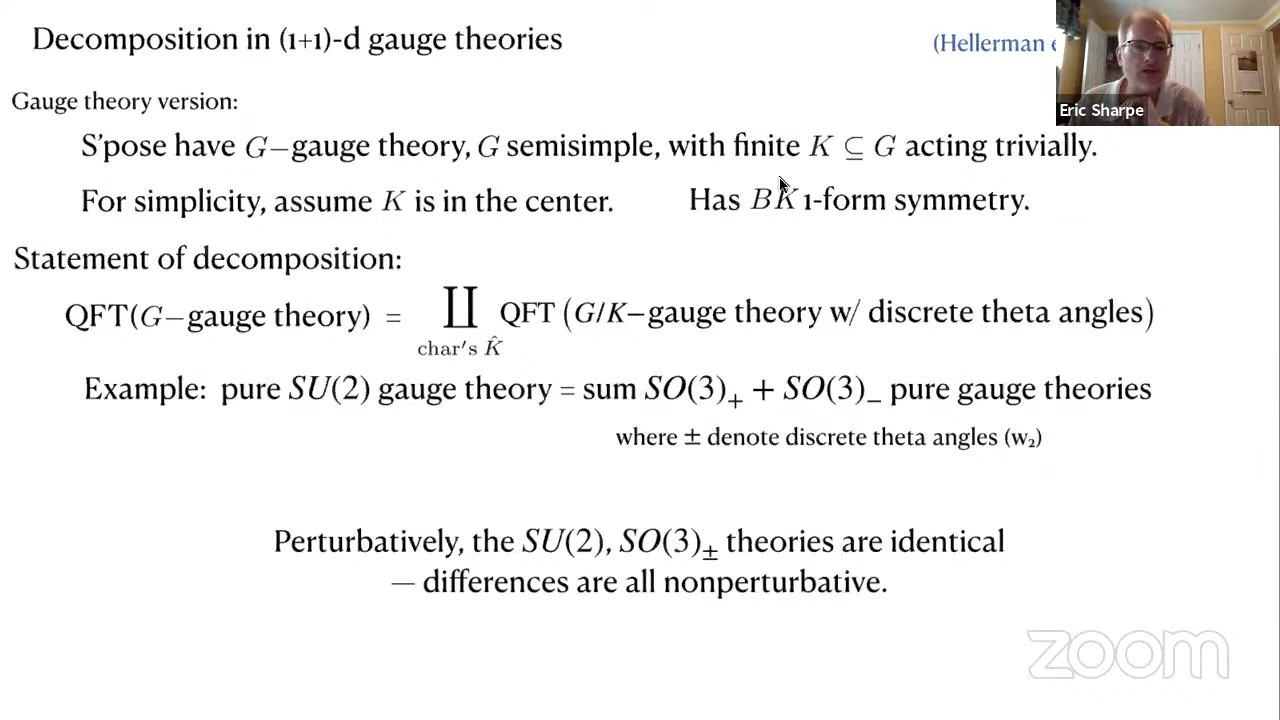 Decomposition in (1+1)-d gauge theories
(Hellerman
Eric Sharpe
Gauge theory version:
S'pose have G−gauge theory, G semisimple, with finite K ⊆ G acting trivially.
For simplicity, assume K is in the center. Has BK 1-form symmetry.
Statement of decomposition:
QFT(G−gauge theory) = ∐ QFT (G/K−gauge theory w/ discrete theta angles)
char's K̂
Example: pure SU(2) gauge theory = sum SO(3)₊ + SO(3)₋ pure gauge theories
where ± denote discrete theta angles (w₂)
Perturbatively, the SU(2), SO(3)± theories are identical
— differences are all nonperturbative.
zoom